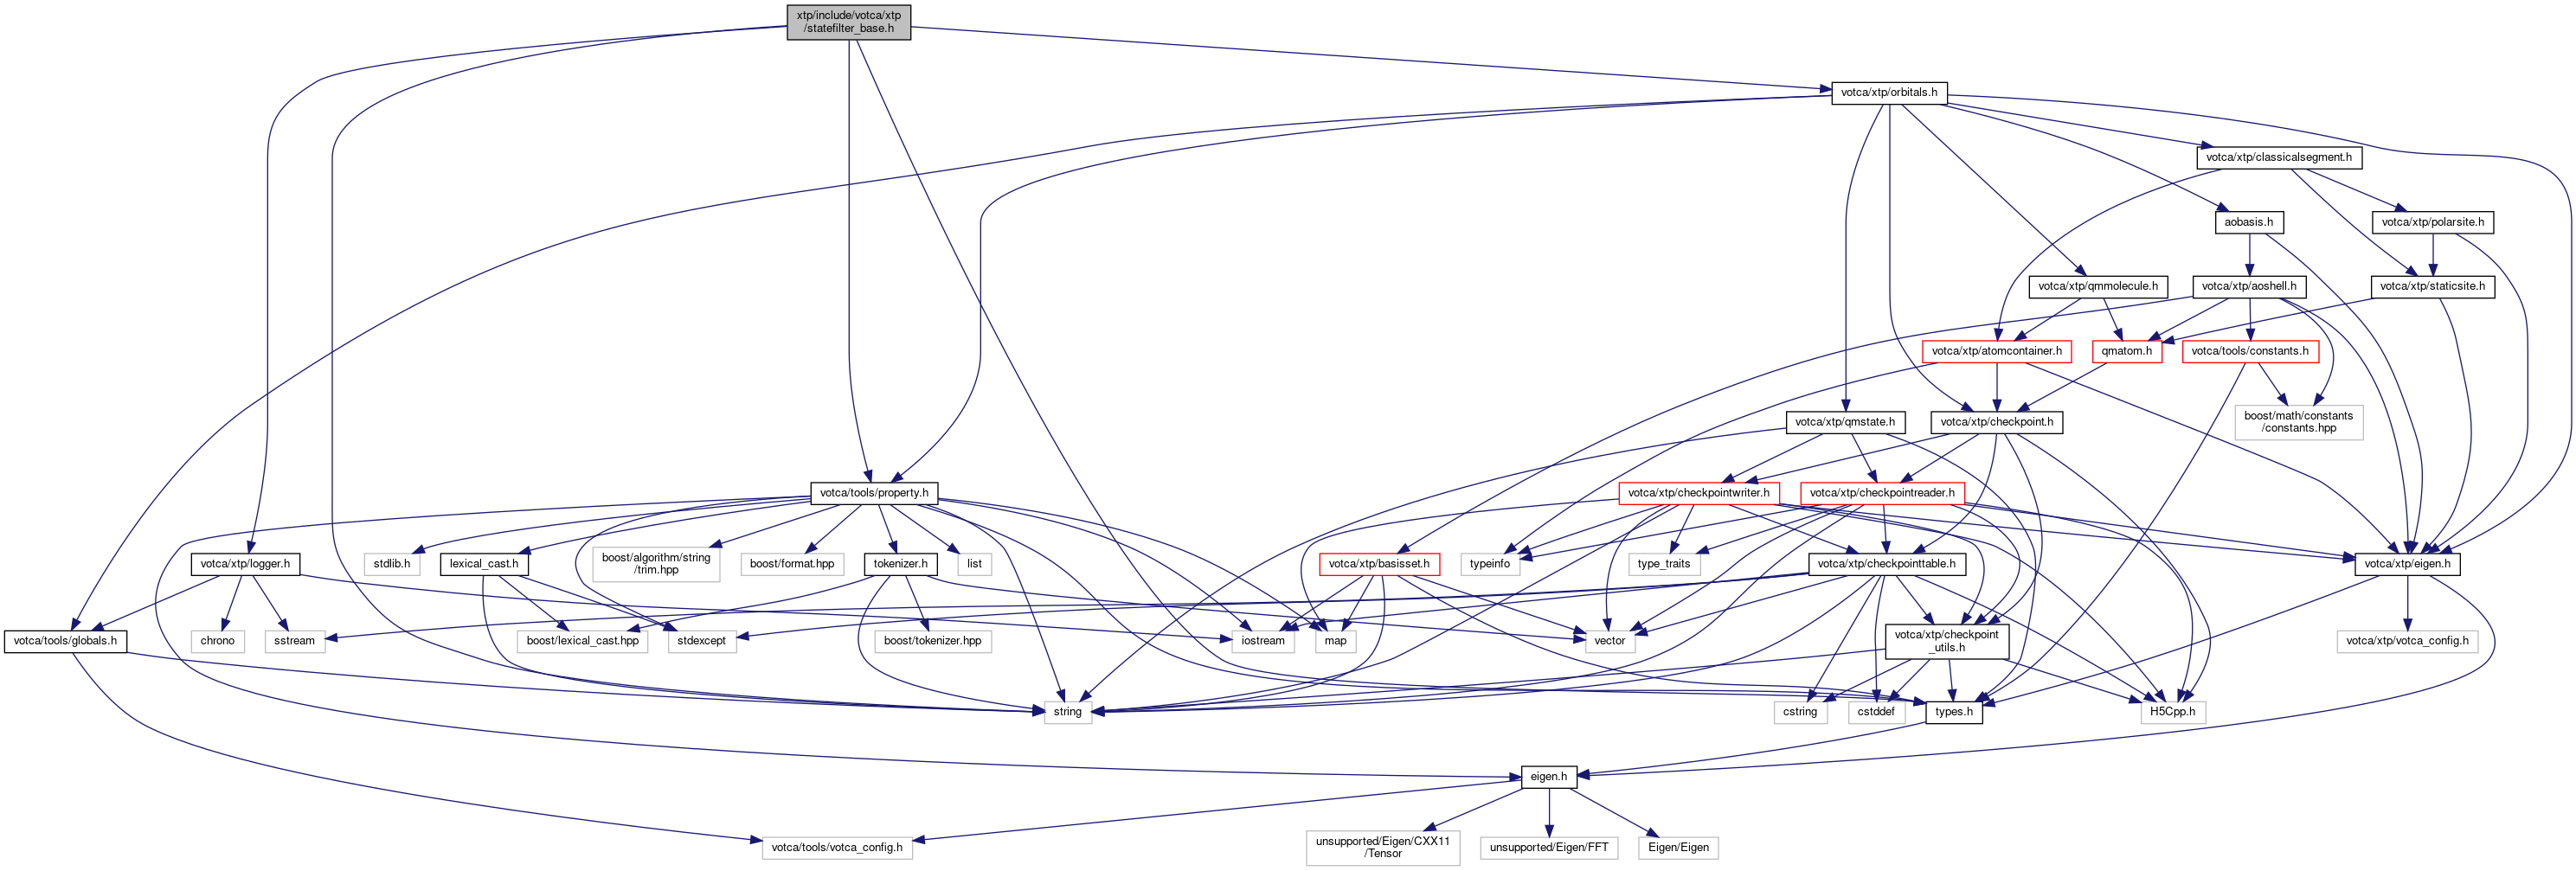 xtp/include/votca/xtp
/statefilter_base.h
votca/xtp/orbitals.h
votca/xtp/classicalsegment.h
aobasis.h
votca/xtp/polarsite.h
votca/xtp/qmmolecule.h
votca/xtp/aoshell.h
votca/xtp/staticsite.h
votca/xtp/atomcontainer.h
qmatom.h
votca/tools/constants.h
votca/xtp/qmstate.h
votca/xtp/checkpoint.h
boost/math/constants
/constants.hpp
votca/tools/property.h
votca/xtp/checkpointwriter.h
votca/xtp/checkpointreader.h
votca/xtp/logger.h
stdlib.h
lexical_cast.h
boost/algorithm/string
/trim.hpp
boost/format.hpp
tokenizer.h
list
votca/xtp/basisset.h
typeinfo
type_traits
votca/xtp/checkpointtable.h
votca/xtp/eigen.h
votca/tools/globals.h
chrono
sstream
boost/lexical_cast.hpp
stdexcept
boost/tokenizer.hpp
iostream
map
vector
votca/xtp/checkpoint
_utils.h
votca/xtp/votca_config.h
string
cstring
cstddef
types.h
H5Cpp.h
eigen.h
votca/tools/votca_config.h
unsupported/Eigen/CXX11
/Tensor
unsupported/Eigen/FFT
Eigen/Eigen